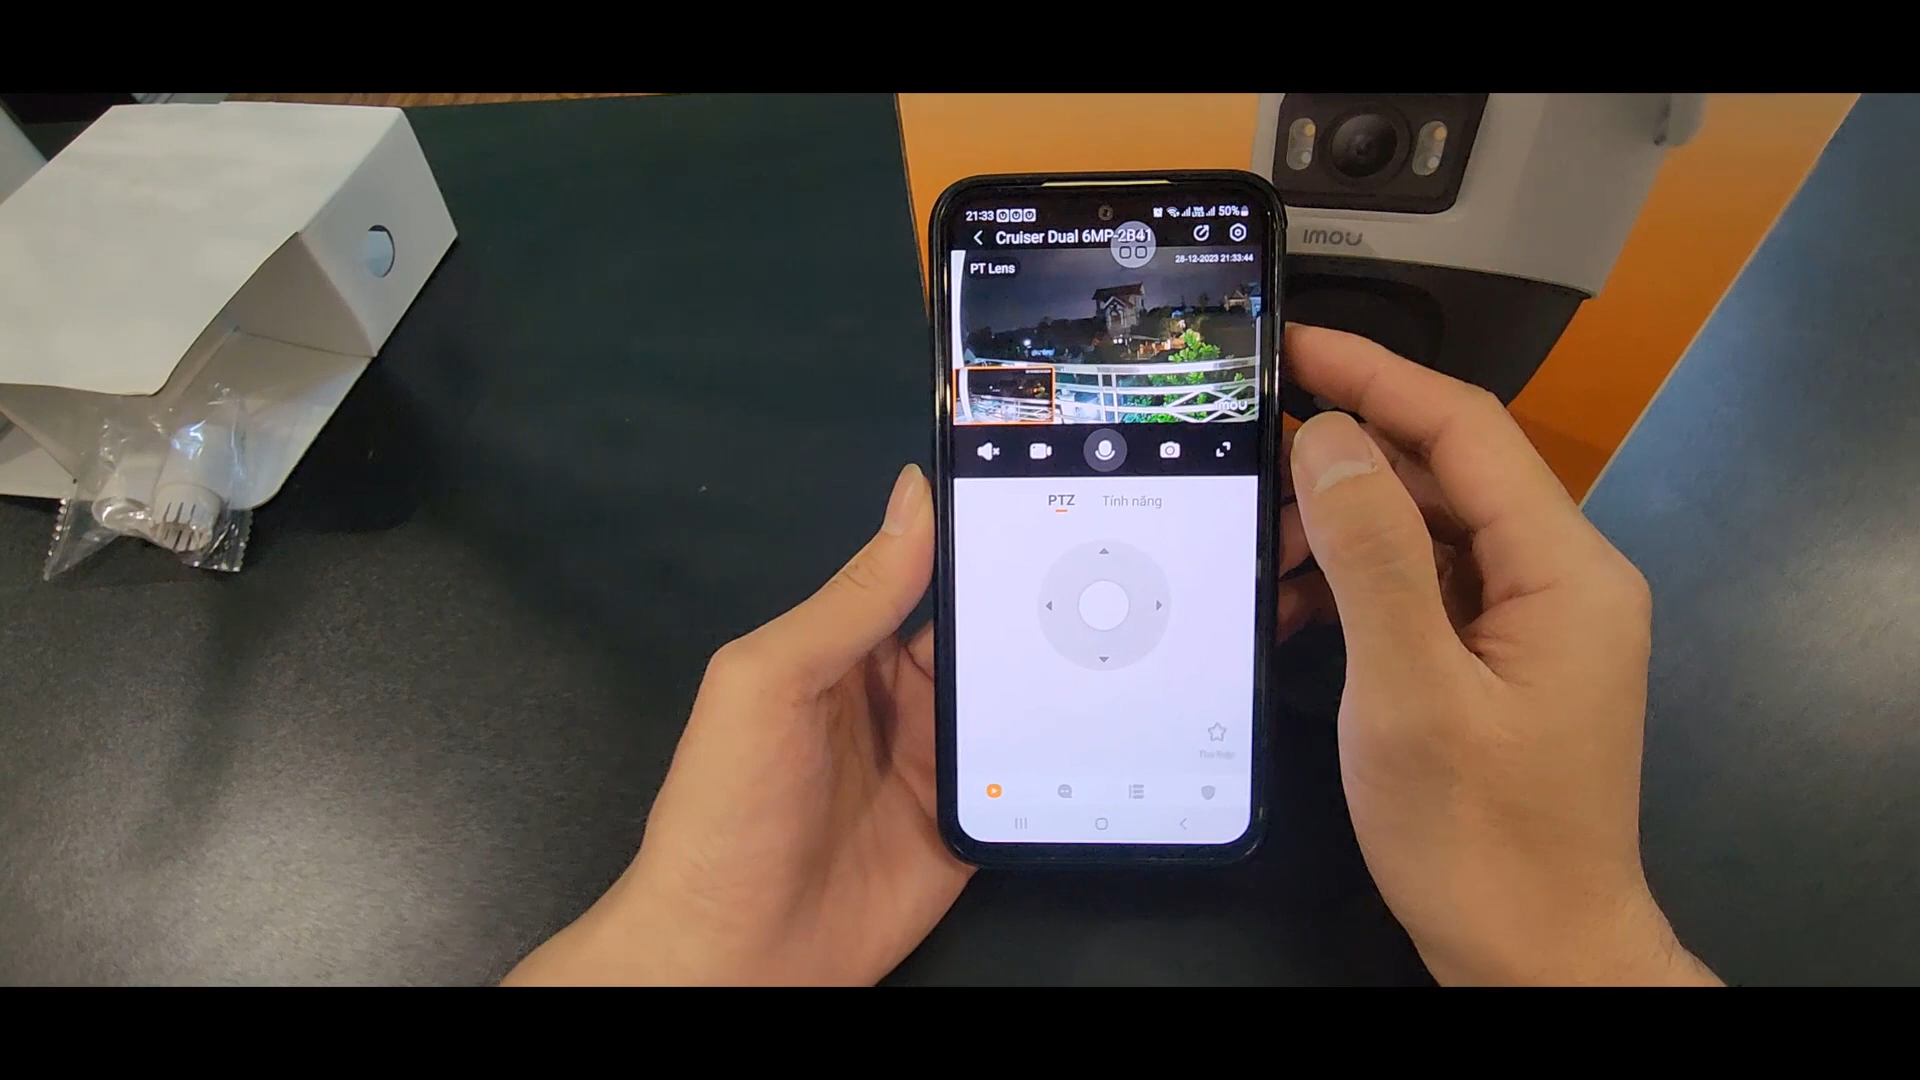 21:33
50%
Cruiser Dual 6MP-2B41
PT Lens
28-12-2023 21:33:44
imou
PTZ
Tính năng
imou